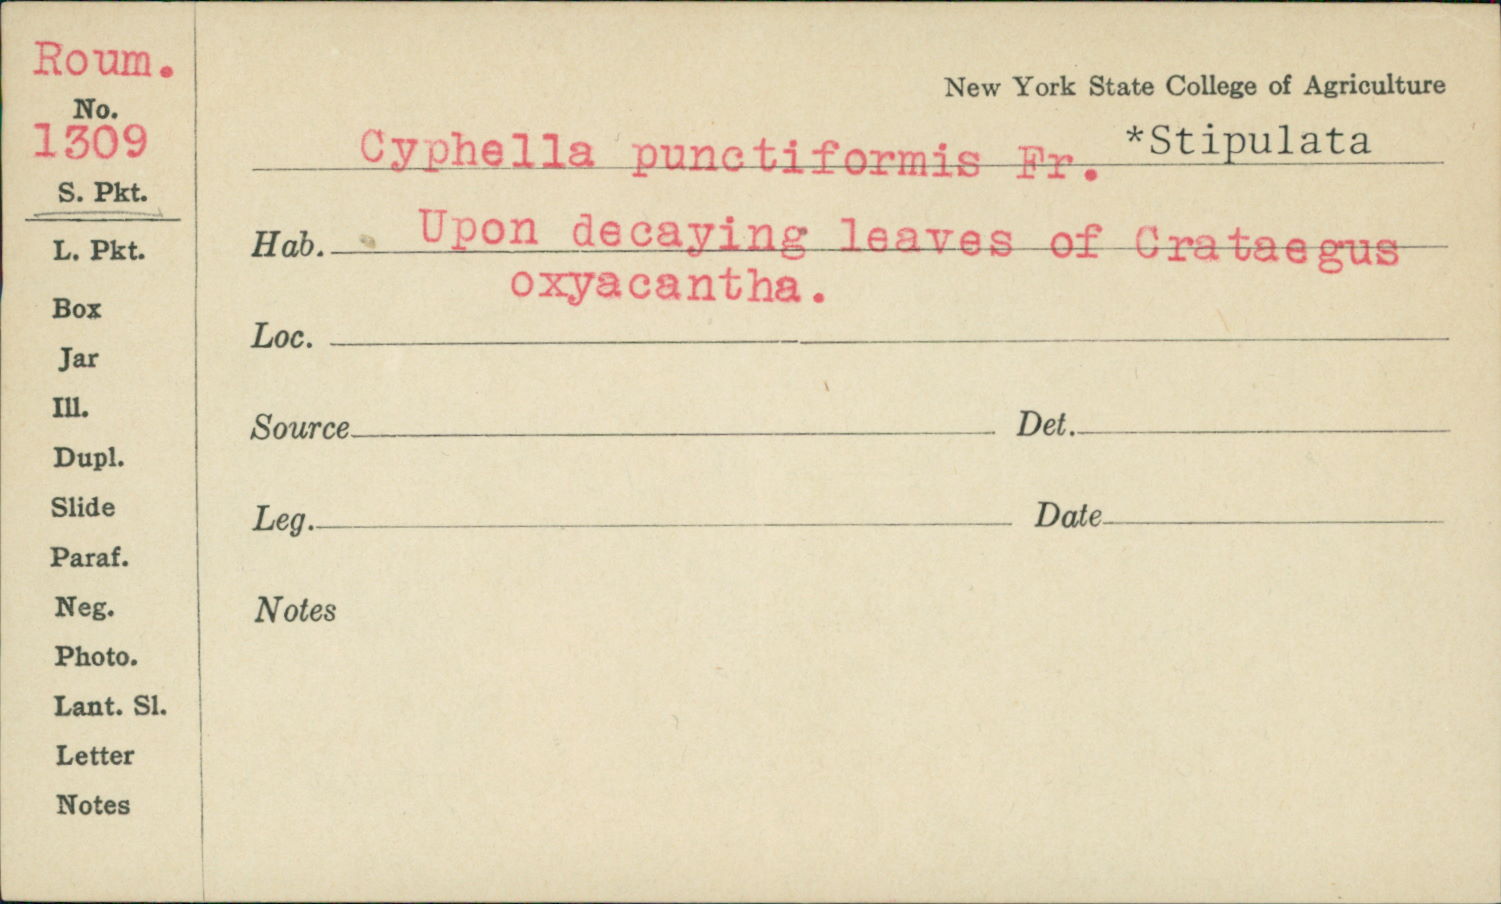 Roum.
No.
1309
S. Pkt.
L. Pkt.
Box
Jar
Ill.
Dupl.
Slide
Paraf.
Neg.
Photo.
Lant. Sl.
Letter
Notes
New York State College of Agriculture
Cyphella punctiformis Fr. *Stipulata
Hab. Upon decaying leaves of Crataegus
oxyacantha.
Loc.
Source Det.
Leg. Date
Notes